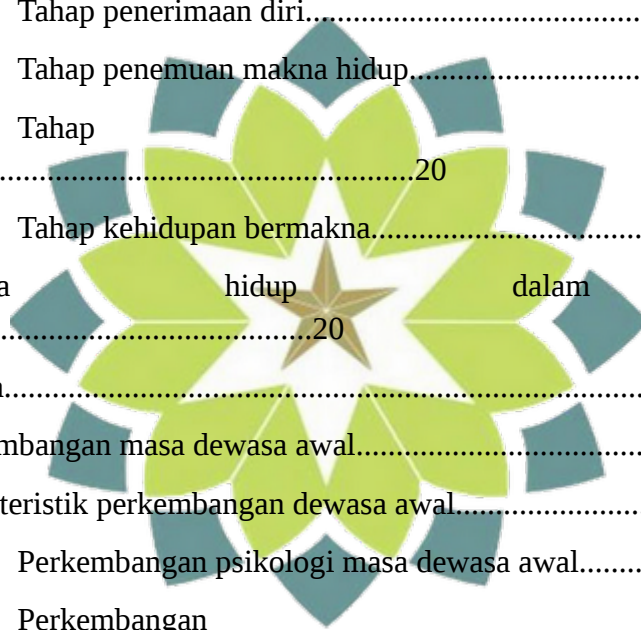 Tahap penerimaan diri..........................................
Tahap penemuan makna hidup.............................
Tahap
.......................................................20
Tahap kehidupan bermakna..................................
a hidup dalam
.............................................20
a.....................................................................................
mbangan masa dewasa awal....................................
teristik perkembangan dewasa awal.......................
Perkembangan psikologi masa dewasa awal........
Perkembangan